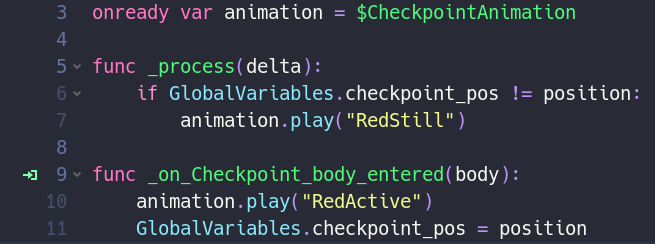 3 onready var animation = $CheckpointAnimation
4
5 func _process(delta):
6 if GlobalVariables.checkpoint_pos != position:
7 animation.play("RedStill")
8
9 func _on_Checkpoint_body_entered(body):
10 animation.play("RedActive")
11 GlobalVariables.checkpoint_pos = position